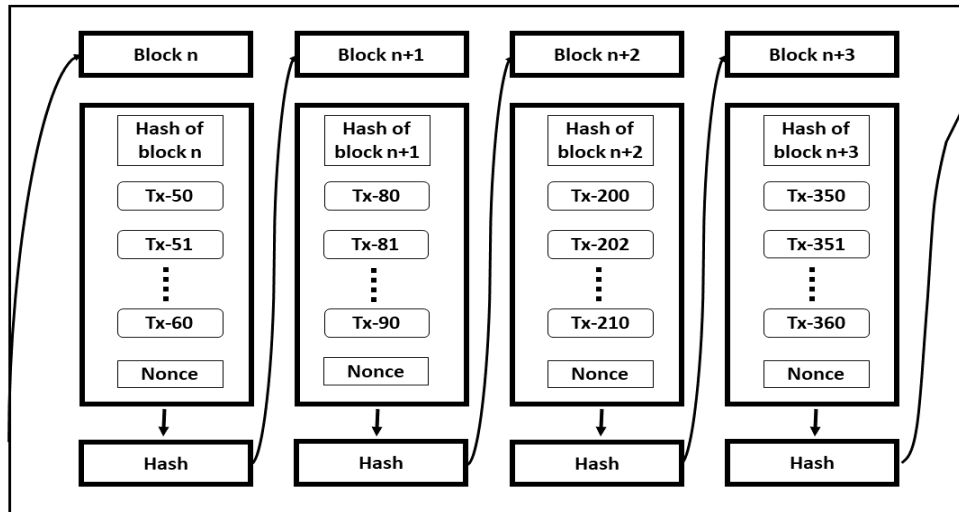 Block n
Block n+1
Block n+2
Block n+3
Hash of
block n
Tx-50
Tx-51
Tx-60
Nonce
Hash
Hash of
block n+1
Tx-80
Tx-81
Tx-90
Nonce
Hash
Hash of
block n+2
Tx-200
Tx-202
Tx-210
Nonce
Hash
Hash of
block n+3
Tx-350
Tx-351
Tx-360
Nonce
Hash